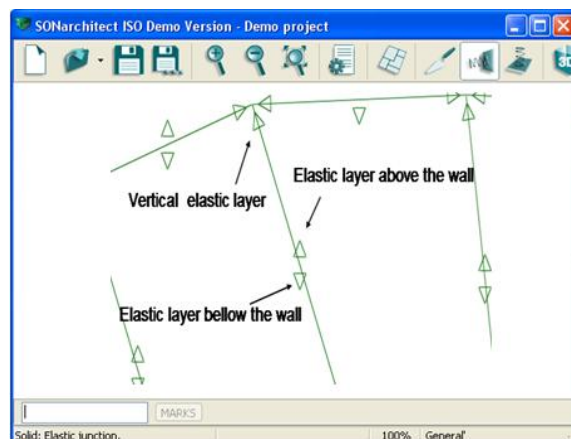 SONarchitect ISO Demo Version - Demo project
3D
Elastic layer above the wall
Vertical elastic layer
Elastic layer bellow the wall
MARKS
Solid: Elastic junction.
100%
General'